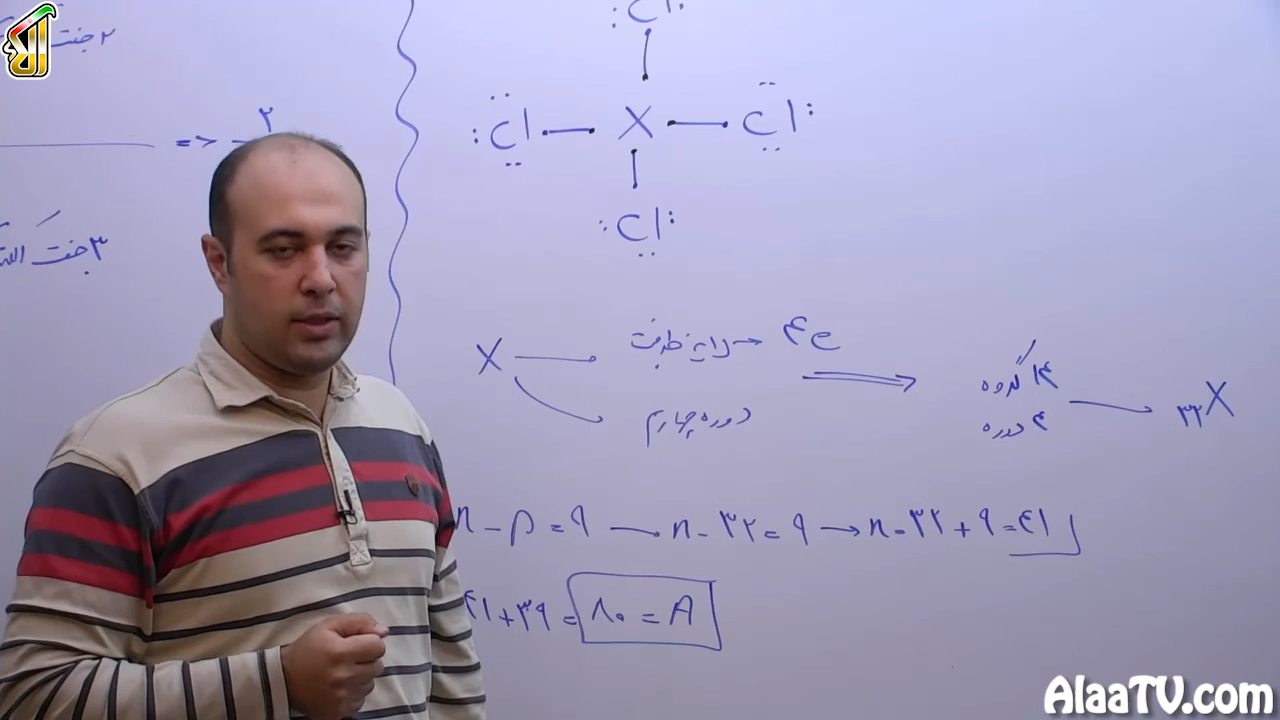 ۲ جفت
=> ۲
۳ جفت
:Cl:
:Cl — X — Cl:
:Cl:
X → لایه ظرفیت → ۴e
دوره چهارم
۱۴ گروه
۴ دوره
۳۲X
n - p = ۹ → n - ۳۲ = ۹ → n = ۳۲ + ۹ = ۴۱
۴۱ + ۳۹ = ۸۰ = A
AlaaTV.com